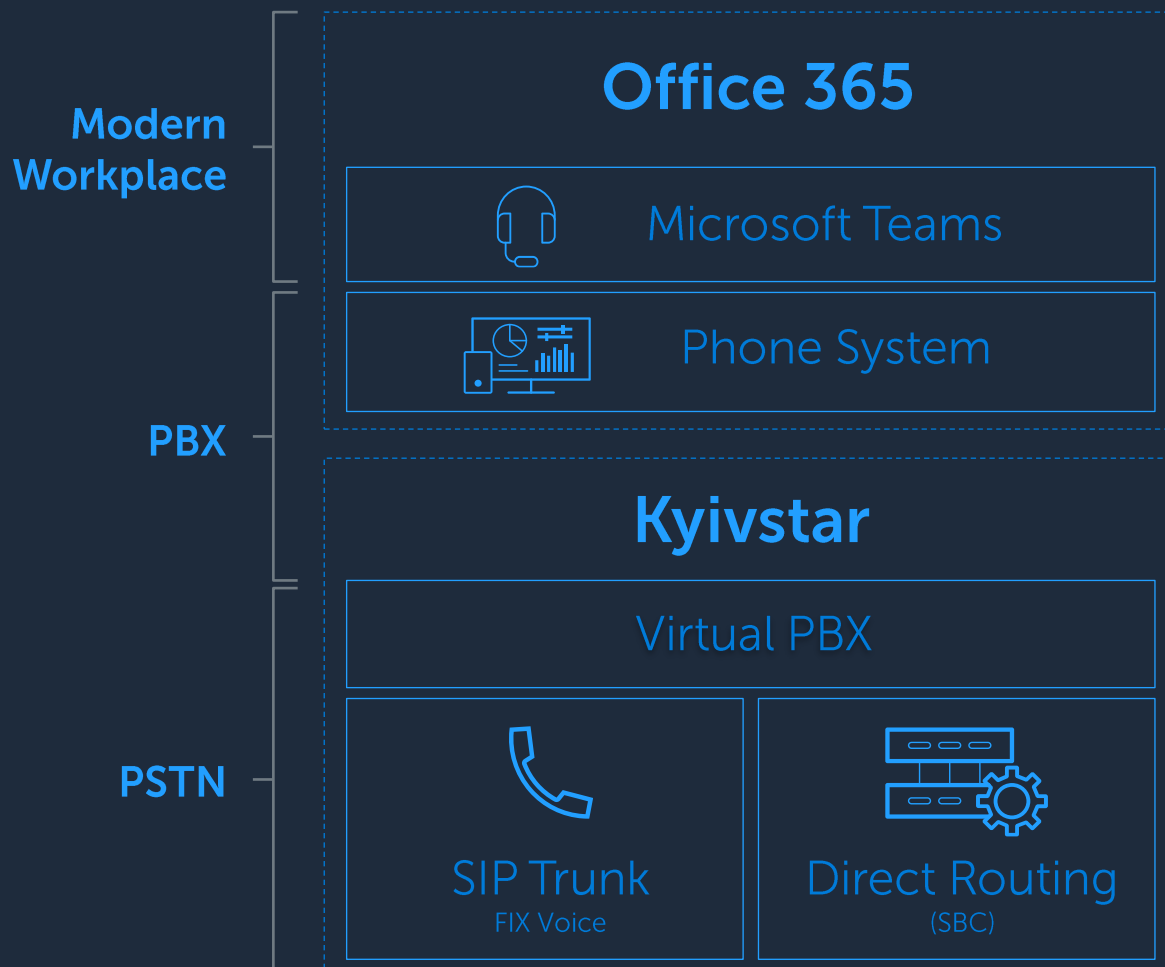 Modern
Workplace
Office 365
Microsoft Teams
Phone System
PBX
Kyivstar
Virtual PBX
PSTN
SIP Trunk
FIX Voice
Direct Routing
(SBC)